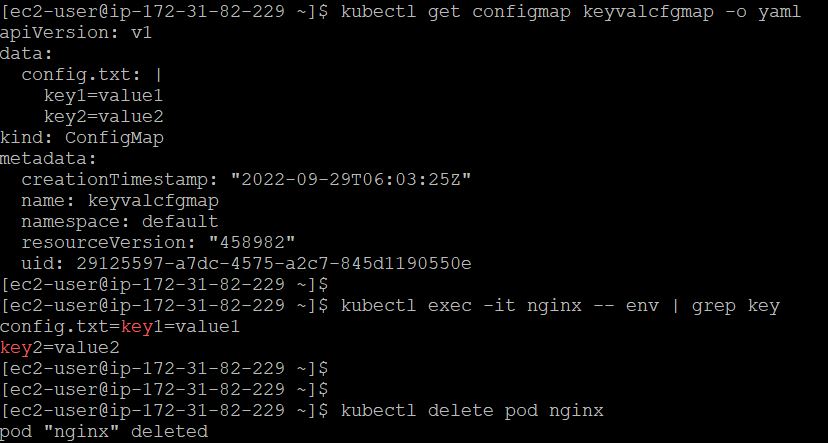 [ec2-user@ip-172-31-82-229 ~]$ kubectl get configmap keyvalcfgmap -o yaml
apiVersion: v1
data:
  config.txt: |
    key1=value1
    key2=value2
kind: ConfigMap
metadata:
  creationTimestamp: "2022-09-29T06:03:25Z"
  name: keyvalcfgmap
  namespace: default
  resourceVersion: "458982"
  uid: 29125597-a7dc-4575-a2c7-845d1190550e
[ec2-user@ip-172-31-82-229 ~]$
[ec2-user@ip-172-31-82-229 ~]$ kubectl exec -it nginx -- env | grep key
config.txt=key1=value1
key2=value2
[ec2-user@ip-172-31-82-229 ~]$
[ec2-user@ip-172-31-82-229 ~]$
[ec2-user@ip-172-31-82-229 ~]$ kubectl delete pod nginx
pod "nginx" deleted